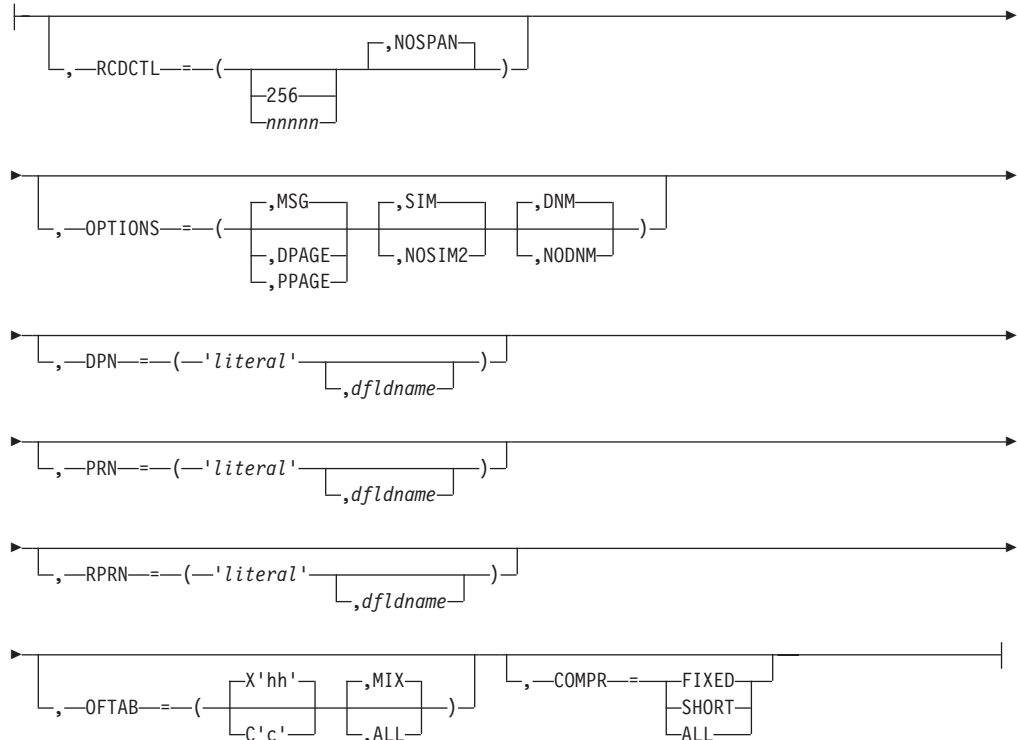 ,NOSPAN
, RCDCTL = ( )
256
nnnnn
,MSG ,SIM ,DNM
, OPTIONS = ( )
,DPAGE ,NOSIM2 ,NODNM
,PPAGE
, DPN = ( 'literal' )
,dfldname
, PRN = ( 'literal' )
,dfldname
, RPRN = ( 'literal' )
,dfldname
X'hh' ,MIX , COMPR = FIXED
, OFTAB = ( ) SHORT
C'c' ,ALL ALL